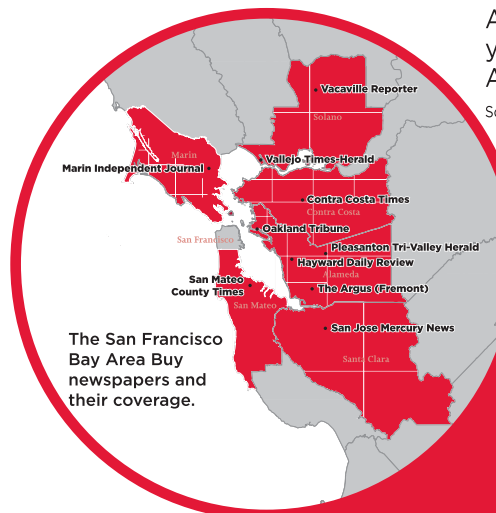 A
y
A
so
Vacaville Reporter
Solano
Marin
Vallejo Times-Herald
Marin Independent Journal
Contra Costa Times
Contra Costa
Oakland Tribune
San Francisco
Pleasanton Tri-Valley Herald
Hayward Daily Review
Alameda
San Mateo
County Times
The Argus (Fremont)
San Mateo
San Jose Mercury News
The San Francisco
Bay Area Buy
newspapers and
their coverage.
Santa Clara